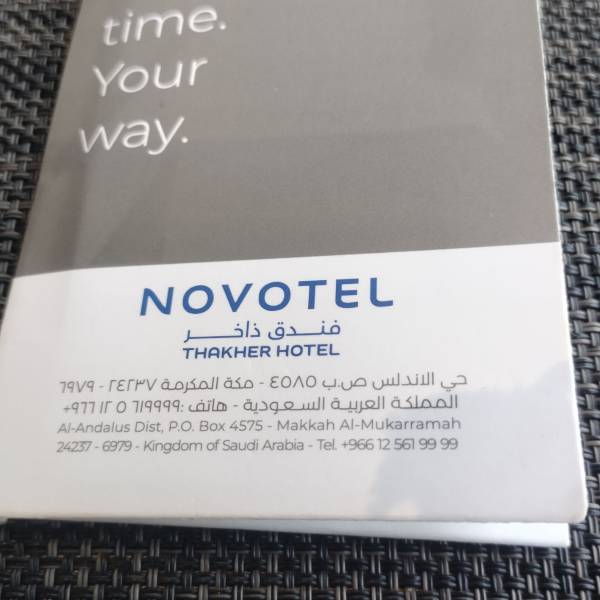 time.
Your
way.
NOVOTEL
فندق ذاخر
THAKHER HOTEL
حي الاندلس ص.ب ٤٥٨٥ - مكة المكرمة ٢٤٢٣٧ - ٦٩٧٩
المملكة العربية السعودية - هاتف :٦١٩٩٩٩ ٥ ١٢ ٩٦٦+
Al-Andalus Dist, P.O. Box 4575 - Makkah Al-Mukarramah
24237 - 6979 - Kingdom of Saudi Arabia - Tel. +966 12 561 99 99